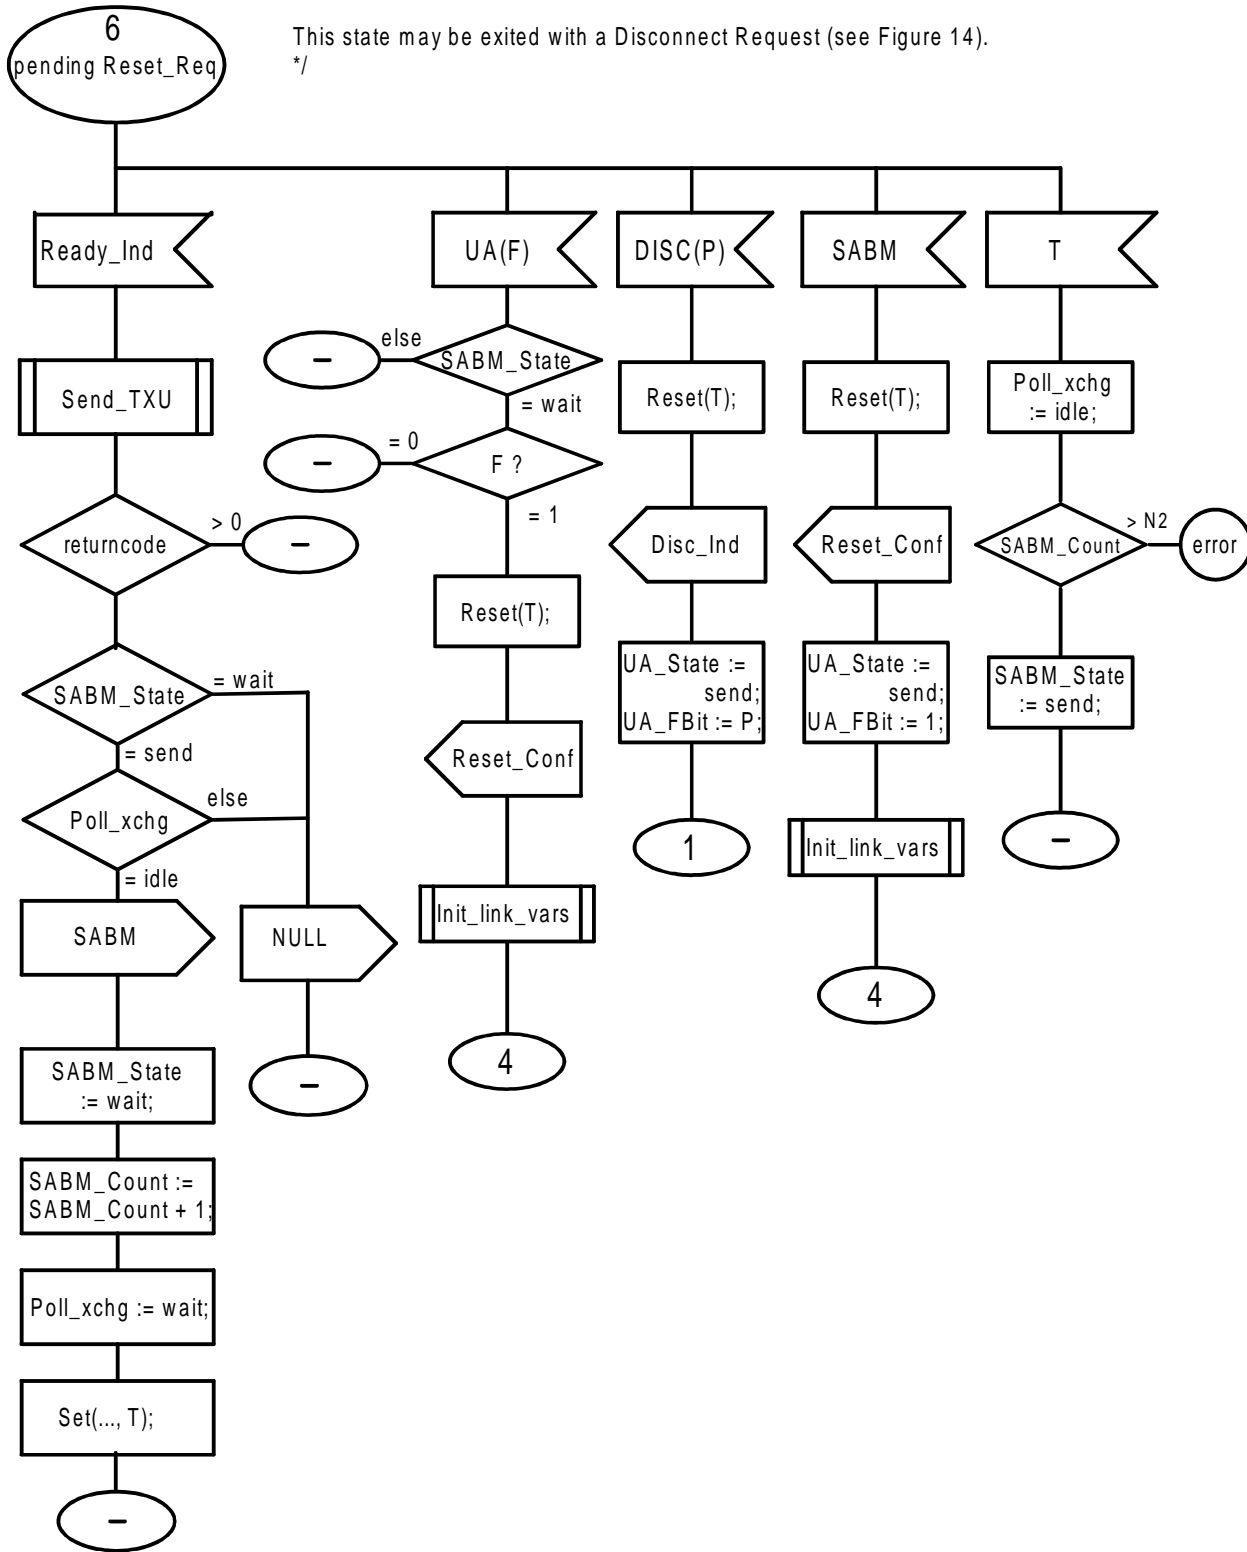 6
pending Reset_Req
This state may be exited with a Disconnect Request (see Figure 14).
*/
Ready_Ind
UA(F)
DISC(P)
SABM
T
Send_TXU
–
else
SABM_State
= wait
Reset(T);
Reset(T);
Poll_xchg
:= idle;
–
= 0
F ?
= 1
returncode
> 0
–
Disc_Ind
Reset_Conf
SABM_Count
> N2
error
Reset(T);
SABM_State
= wait
= send
UA_State :=
send;
UA_FBit := P;
UA_State :=
send;
UA_FBit := 1;
SABM_State
:= send;
Reset_Conf
Poll_xchg
else
= idle
1
Init_link_vars
–
SABM
NULL
Init_link_vars
4
SABM_State
:= wait;
–
4
SABM_Count :=
SABM_Count + 1;
Poll_xchg := wait;
Set(..., T);
–